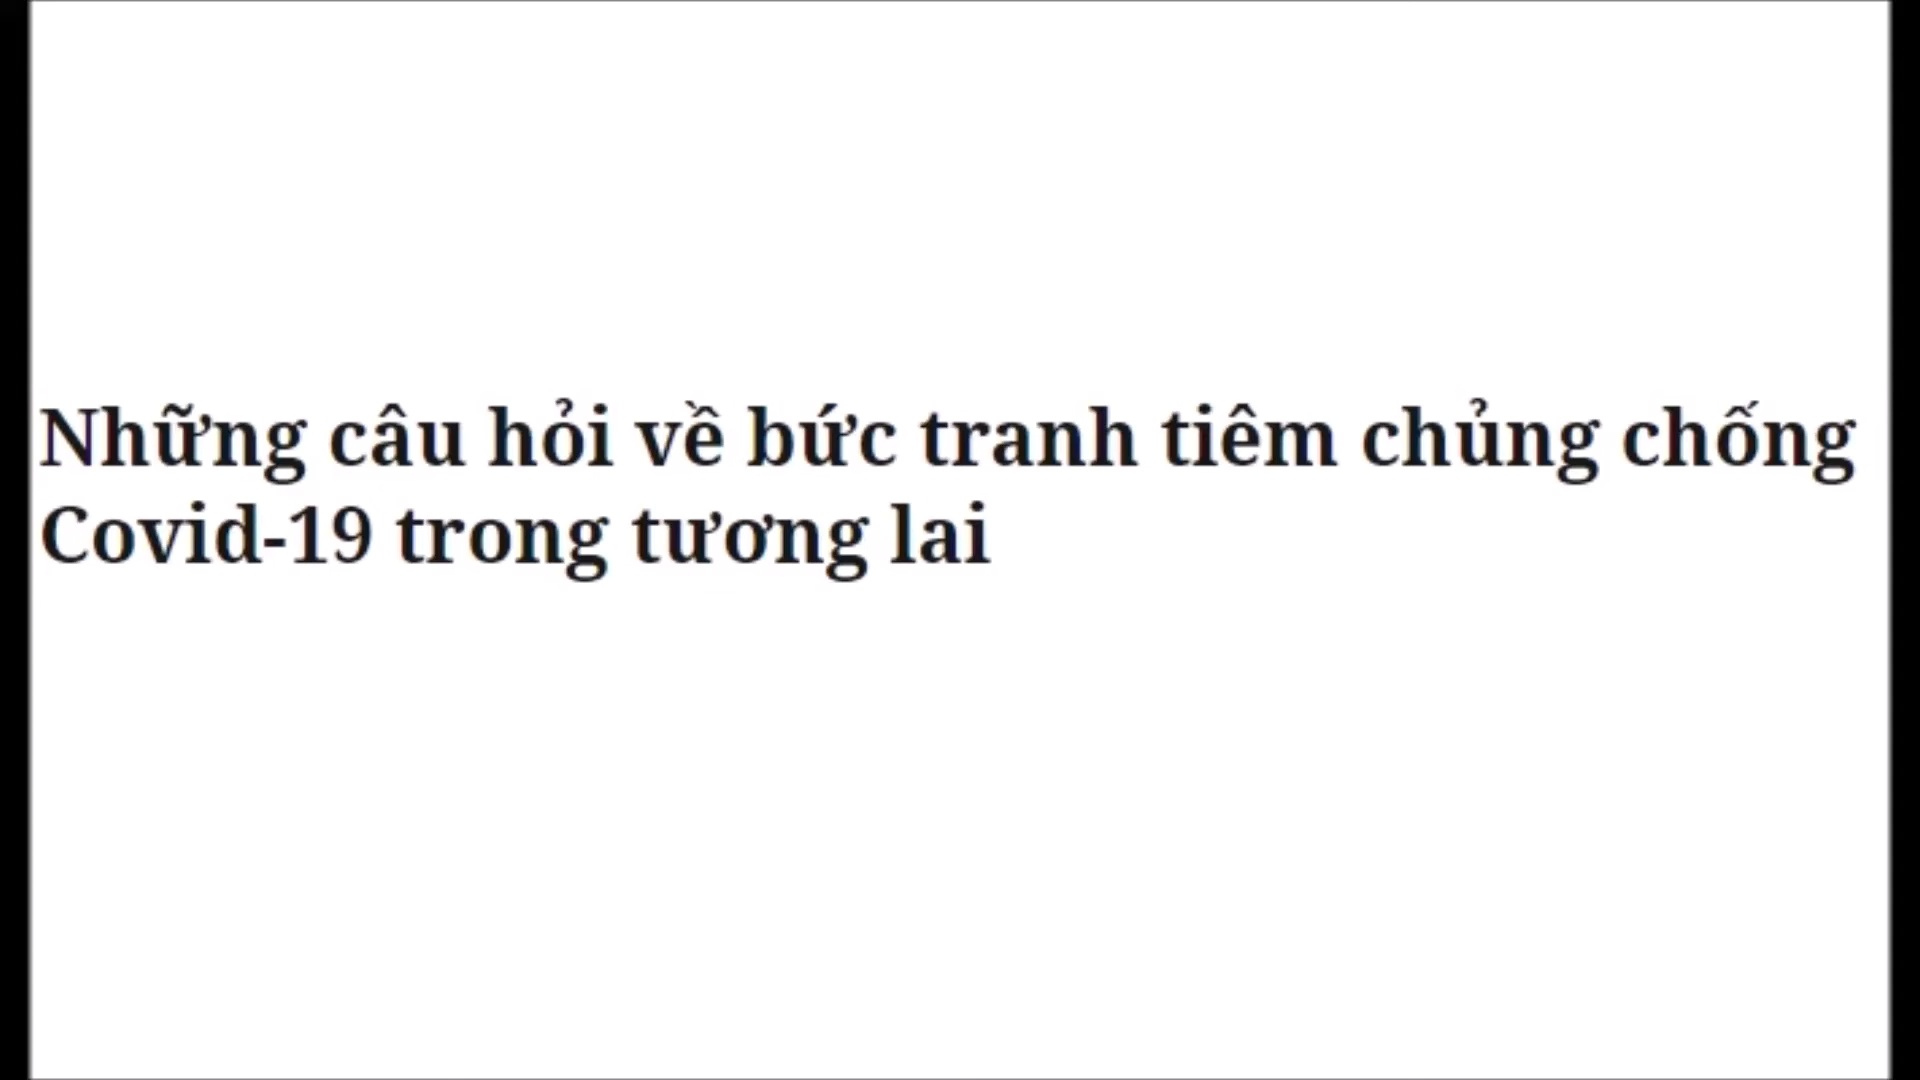 Những câu hỏi về bức tranh tiêm chủng chống
Covid-19 trong tương lai